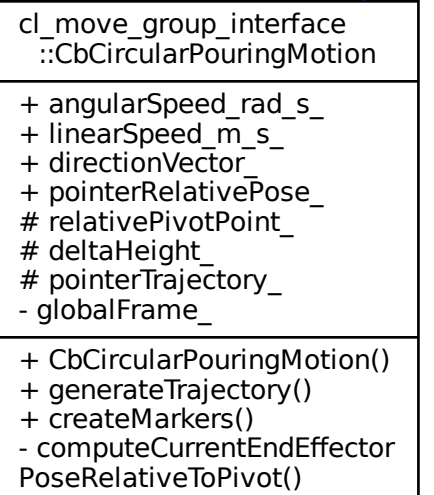 cl_move_group_interface
::CbCircularPouringMotion
+ angularSpeed_rad_s_
+ linearSpeed_m_s_
+ directionVector_
+ pointerRelativePose_
# relativePivotPoint_
# deltaHeight_
# pointerTrajectory_
- globalFrame_
+ CbCircularPouringMotion()
+ generateTrajectory()
+ createMarkers()
- computeCurrentEndEffector
PoseRelativeToPivot()